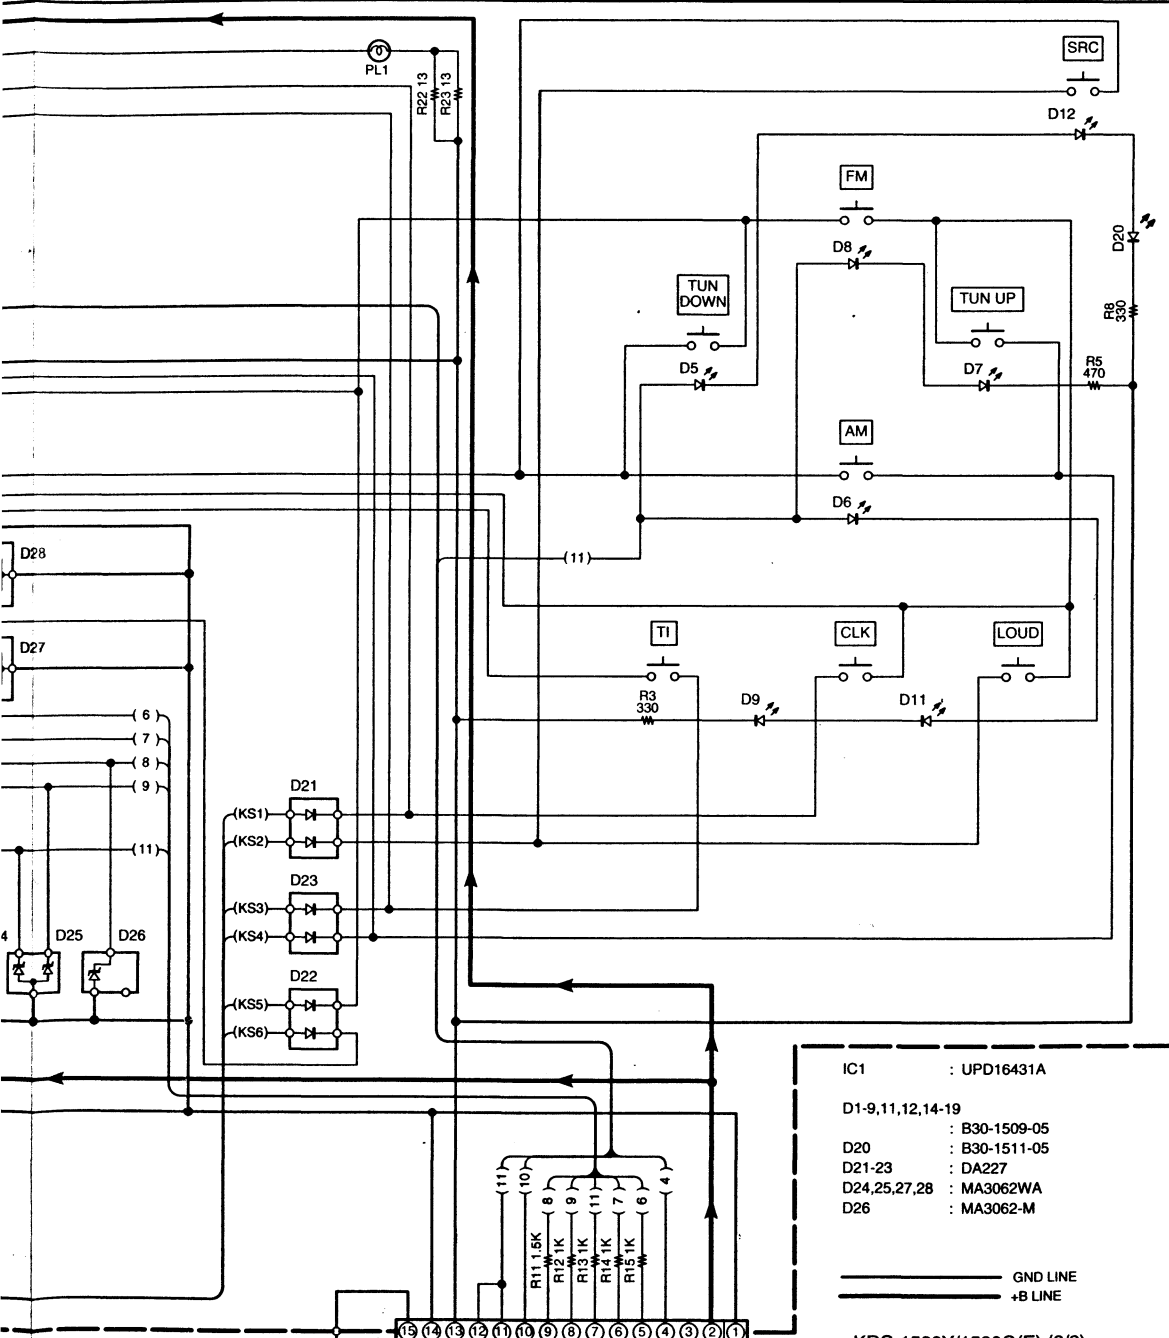 SRC
PL1
R22 13
R23 13
D12
FM
D20
D8
TUN DOWN
TUN UP
R8 330
D5
D7
R5 470
AM
D6
D28
(11)
TI
CLK
LOUD
D27
R3 330
D9
D11
(6)
(7)
(8)
(9)
D21
(KS1)
(KS2)
(11)
D23
(KS3)
(KS4)
4
D25
D26
D22
(KS5)
(KS6)
IC1 : UPD16431A
D1-9,11,12,14-19
: B30-1509-05
D20 : B30-1511-05
D21-23 : DA227
D24,25,27,28 : MA3062WA
D26 : MA3062-M
(11)
(10)
(8)
(9)
(11)
(7)
(6)
(4)
R11 1.5K
R12 1K
R13 1K
R14 1K
R15 1K
GND LINE
+B LINE
15 14 13 12 11 10 9 8 7 6 5 4 3 2 1